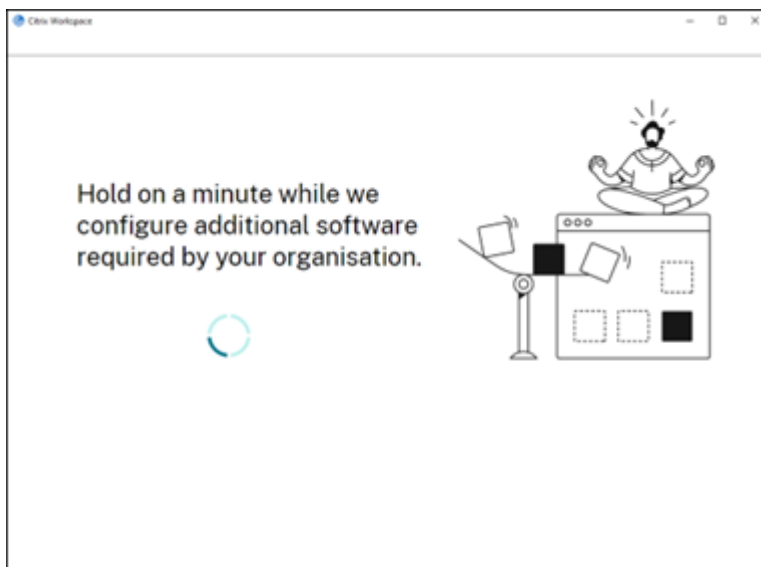 Citrix Workspace
Hold on a minute while we
configure additional software
required by your organisation.